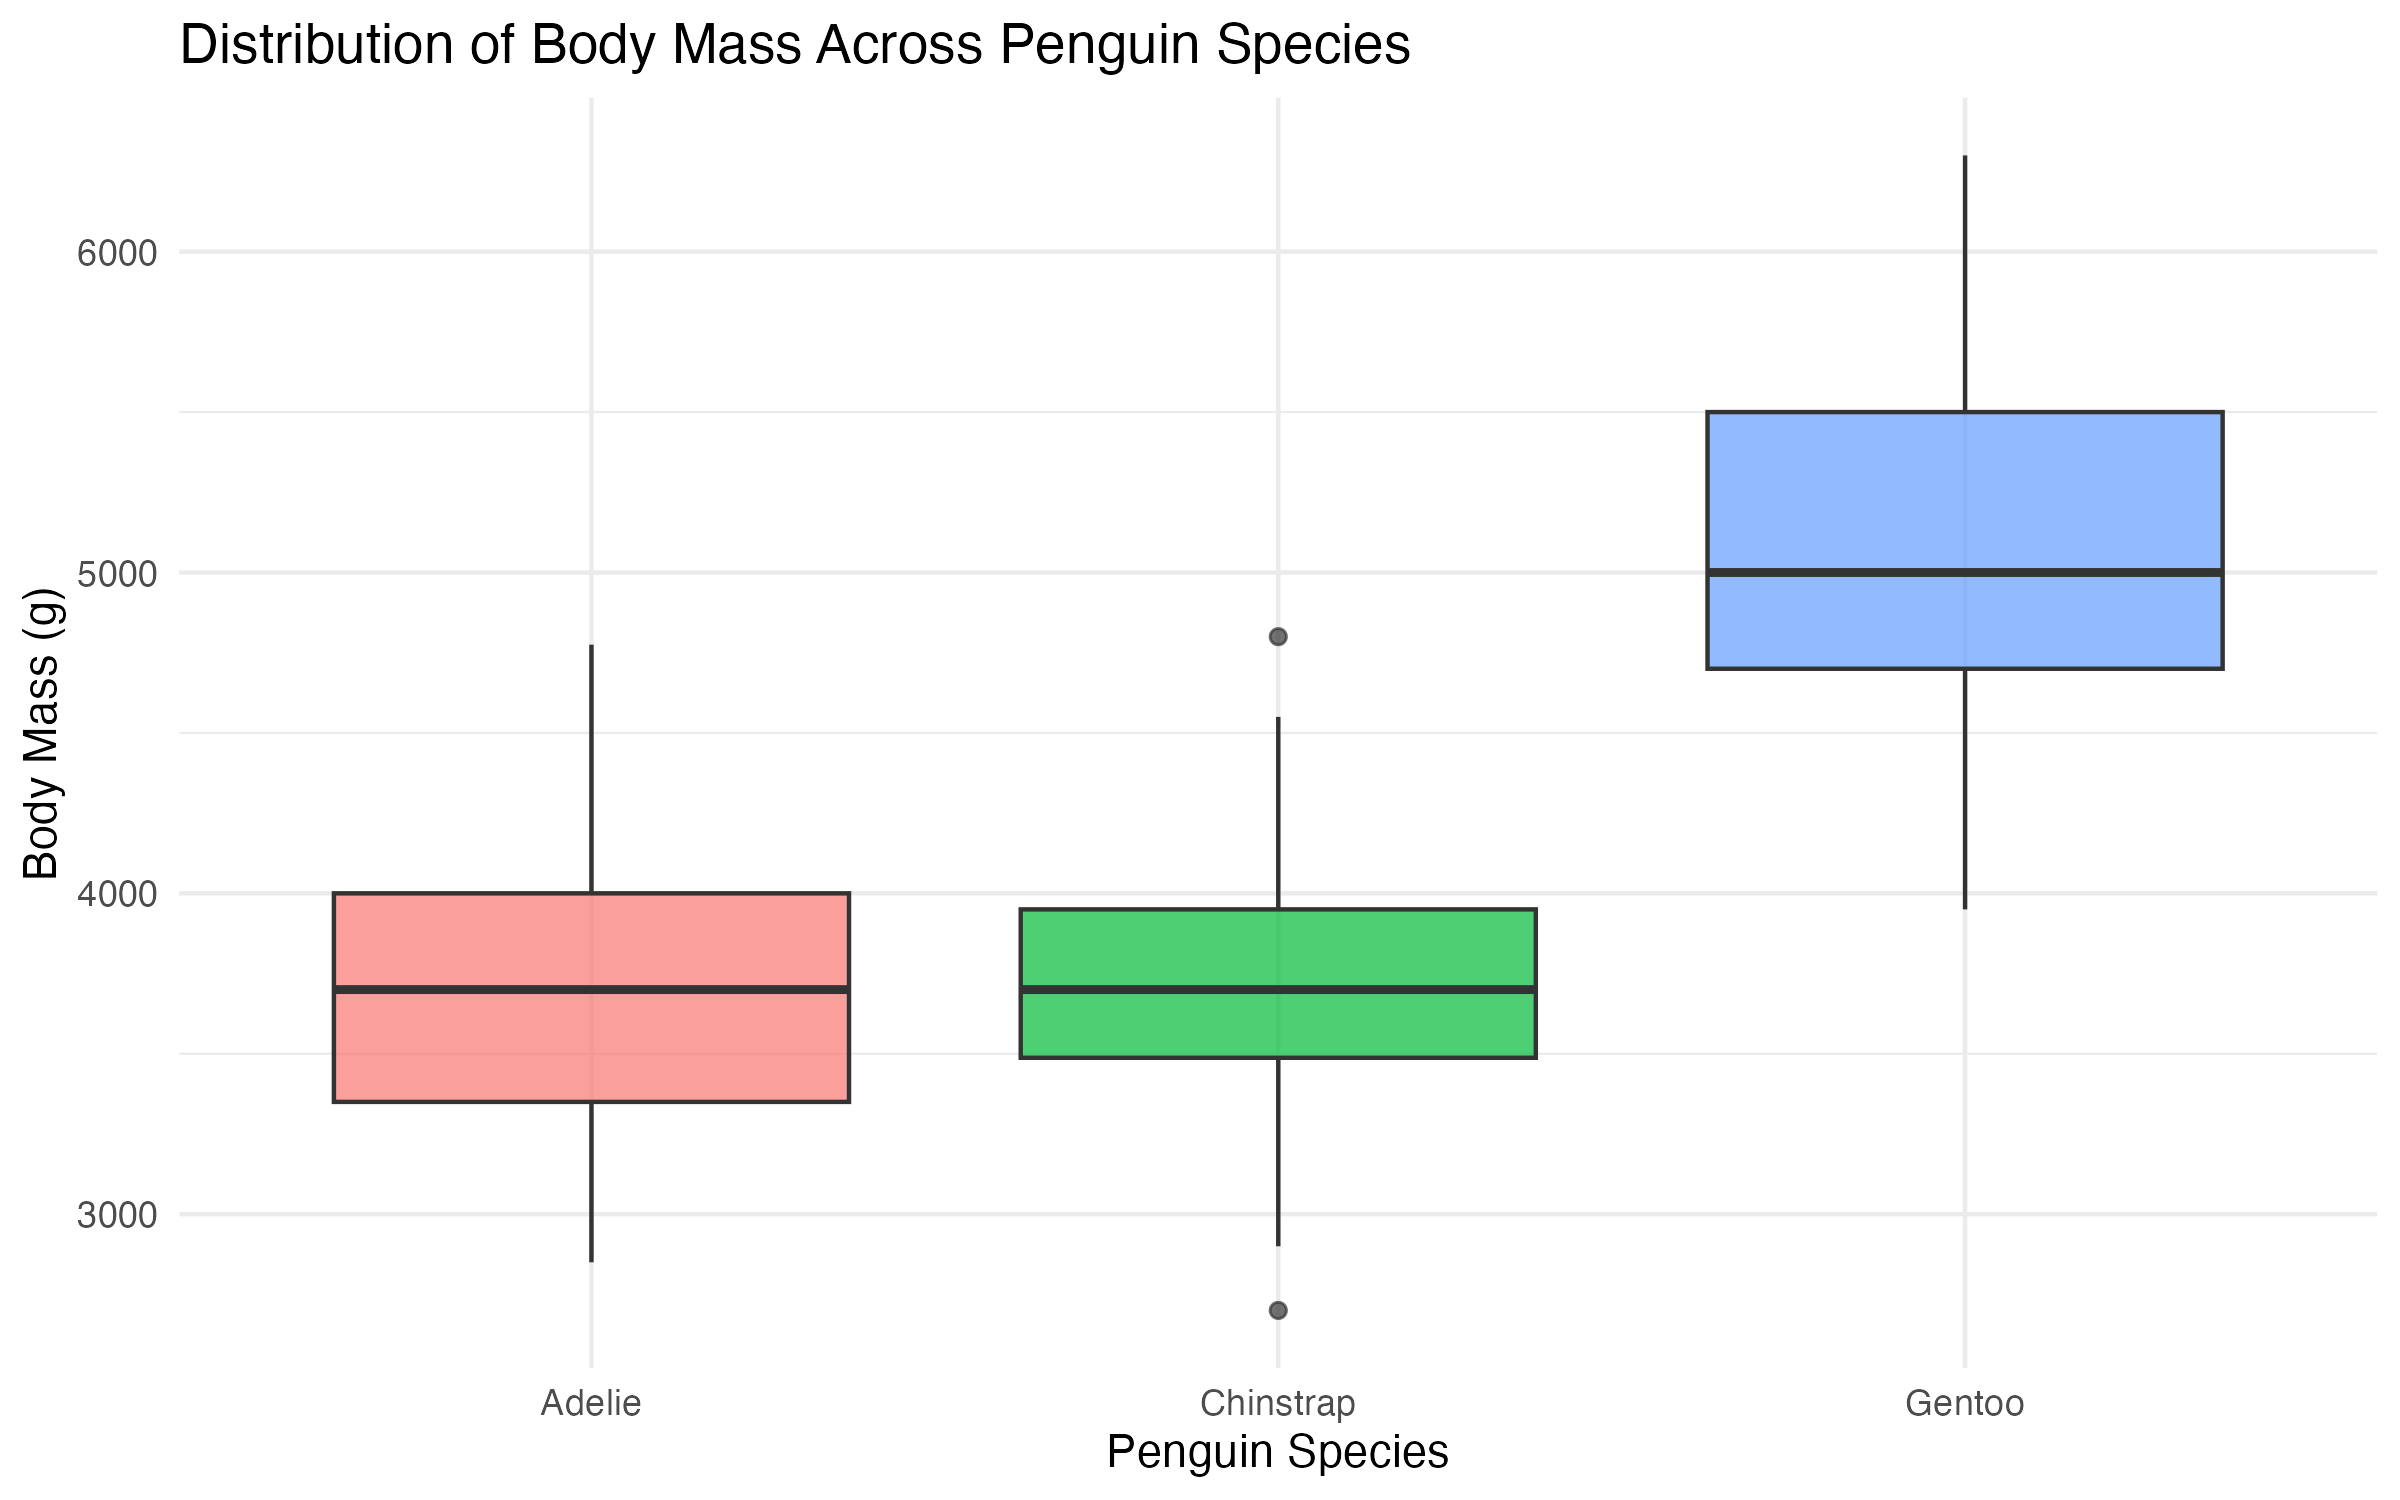 Distribution of Body Mass Across Penguin Species
Body Mass (g)
6000
5000
4000
3000
Adelie
Chinstrap
Gentoo
Penguin Species